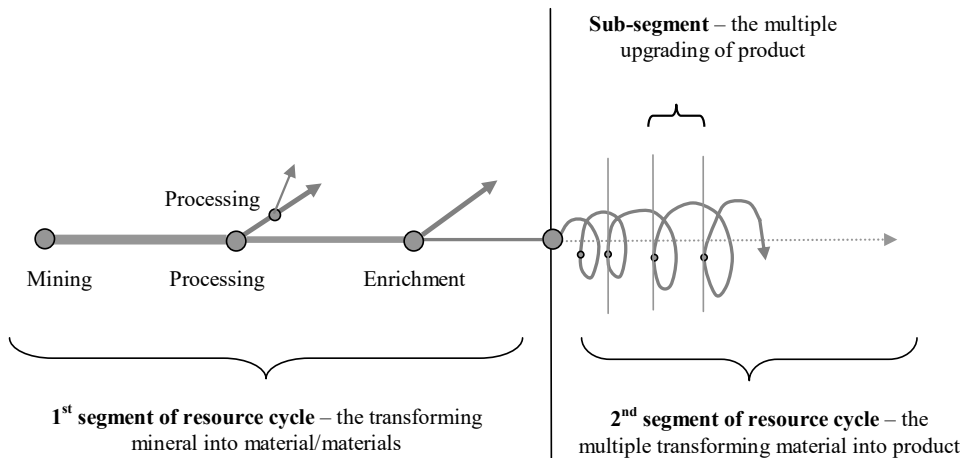 Sub-segment – the multiple
upgrading of product
Processing
Mining
Processing
Enrichment
1st segment of resource cycle – the transforming
mineral into material/materials
2nd segment of resource cycle – the
multiple transforming material into product